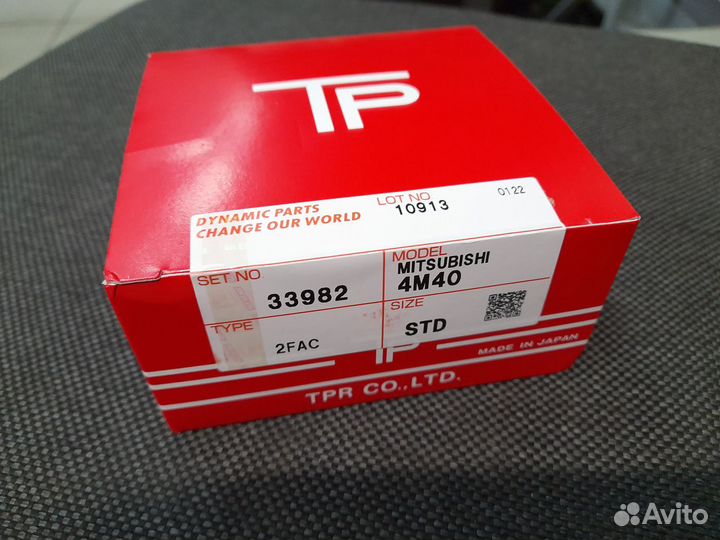 TP
DYNAMIC PARTS
CHANGE OUR WORLD
LOT NO
10913
0122
SET NO
33982
MODEL
MITSUBISHI
4M40
TYPE
2FAC
SIZE
STD
TP
MADE IN JAPAN
TPR CO.,LTD.
Avito